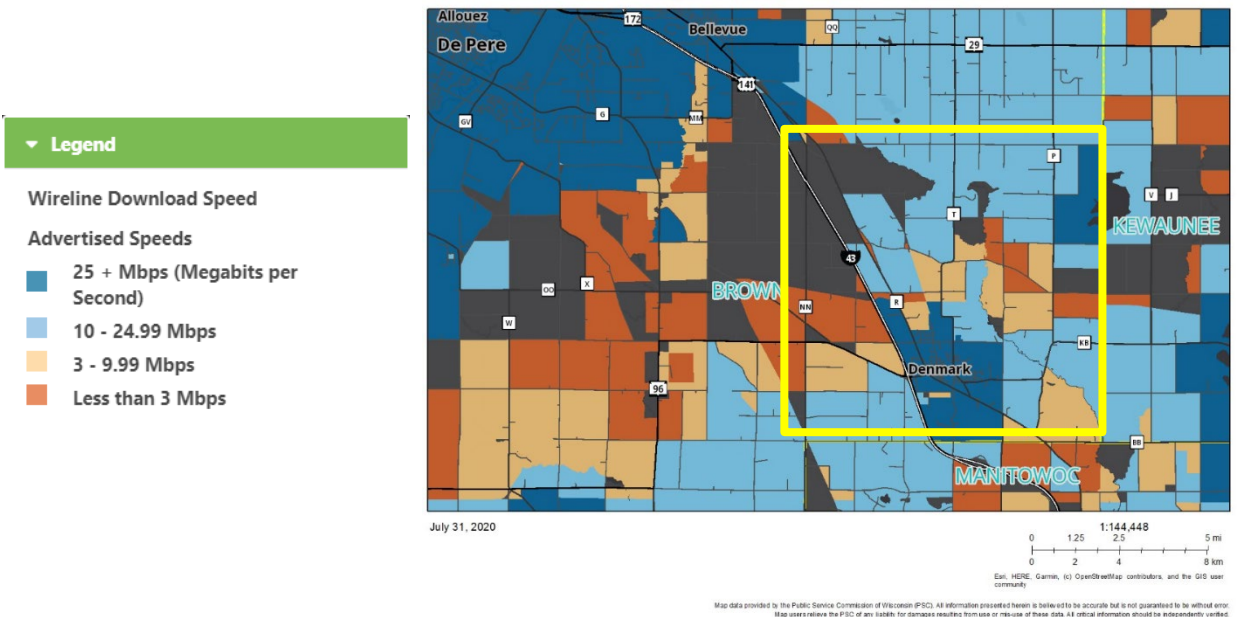 Legend
Wireline Download Speed
Advertised Speeds
25 + Mbps (Megabits per
Second)
10 - 24.99 Mbps
3 - 9.99 Mbps
Less than 3 Mbps
Allouez
172
Bellevue
QQ
De Pere
29
141
GV
G
MM
P
V
J
T
KEWAUNEE
43
OO
X
BROWN
NN
R
W
KB
Denmark
96
BB
MANITOWOC
July 31, 2020
1:144,448
0 1.25 2.5 5 mi
0 2 4 8 km
Esri, HERE, Garmin, (c) OpenStreetMap contributors, and the GIS user
community
Map data provided by the Public Service Commission of Wisconsin (PSC). All information presented herein is believed to be accurate but is not guaranteed to be without error.
Map users relieve the PSC of any liability for damages resulting from use or mis-use of these data. All critical information should be independently verified.